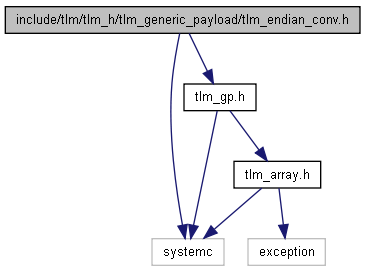 include/tlm/tlm_h/tlm_generic_payload/tlm_endian_conv.h
tlm_gp.h
tlm_array.h
systemc
exception